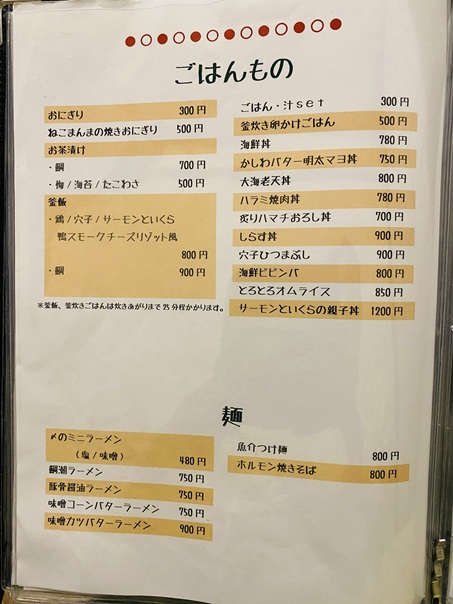 ごはんもの
おにぎり 300円
ねこまんまの焼きおにぎり 500円
お茶漬け
・鯛 700円
・梅/海苔/たこわさ 500円
釜飯
・鶏/穴子/サーモンといくら
鴨スモークチーズリゾット風
800円
・鯛 900円
※釜飯、釜炊きごはんは炊きあがりまで25分程かかります。
ごはん・汁set 300円
釜炊き卵かけごはん 500円
海鮮丼 780円
かしわバター明太マヨ丼 750円
大海老天丼 800円
ハラミ焼肉丼 780円
炙りハマチおろし丼 700円
しらす丼 900円
穴子ひつまぶし 900円
海鮮ビビンバ 800円
とろとろオムライス 850円
サーモンといくらの親子丼 1200円
麺
〆のミニラーメン
(塩/味噌) 480円
鯛潮ラーメン 750円
豚骨醤油ラーメン 750円
味噌コーンバターラーメン 750円
味噌カツバターラーメン 900円
魚介つけ麺 800円
ホルモン焼きそば 800円